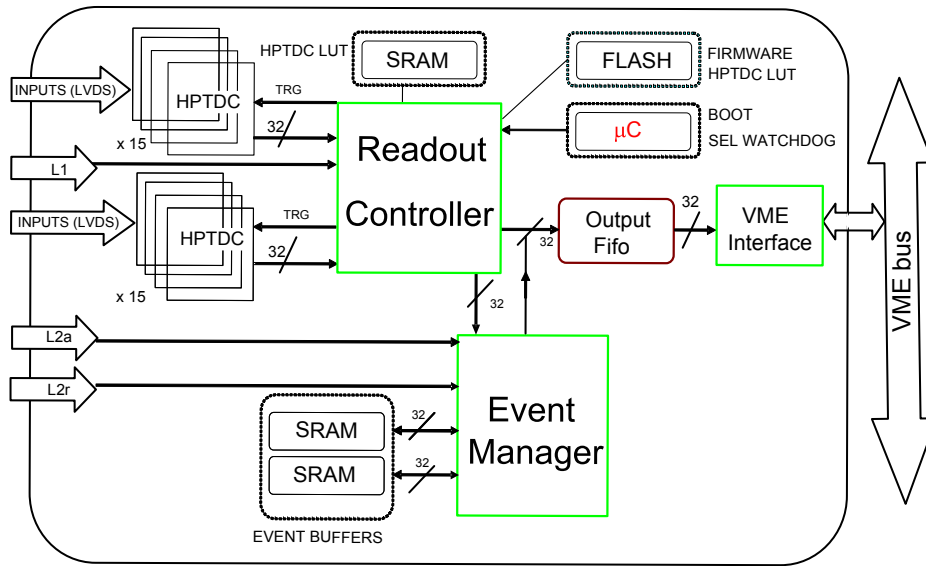 HPTDC LUT
SRAM
FLASH
FIRMWARE
HPTDC LUT
INPUTS (LVDS)
HPTDC
TRG
32
x 15
µC
BOOT
SEL WATCHDOG
Readout
Controller
L1
INPUTS (LVDS)
HPTDC
TRG
32
x 15
32
Output
Fifo
32
VME
Interface
VME bus
32
L2a
L2r
Event
Manager
SRAM
32
SRAM
32
EVENT BUFFERS